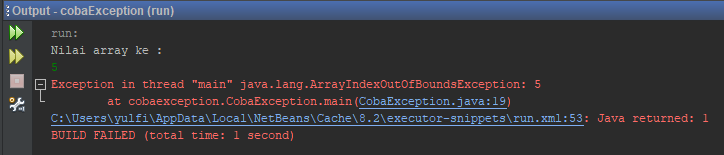 Output - cobaException (run)
run:
Nilai array ke :
5
Exception in thread "main" java.lang.ArrayIndexOutOfBoundsException: 5
at cobaexception.CobaException.main(CobaException.java:19)
C:\Users\yulfi\AppData\Local\NetBeans\Cache\8.2\executor-snippets\run.xml:53: Java returned: 1
BUILD FAILED (total time: 1 second)